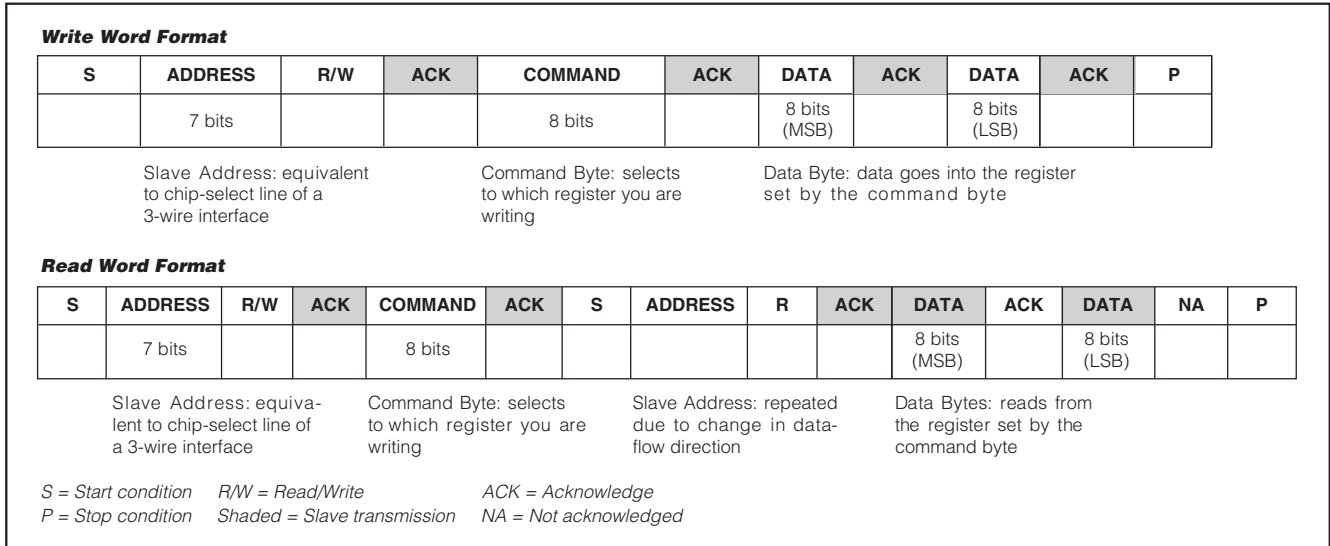 Write Word Format
S ADDRESS R/W ACK COMMAND ACK DATA ACK DATA ACK P
7 bits 8 bits 8 bits (MSB) 8 bits (LSB)
Slave Address: equivalent
to chip-select line of a
3-wire interface
Command Byte: selects
to which register you are
writing
Data Byte: data goes into the register
set by the command byte
Read Word Format
S ADDRESS R/W ACK COMMAND ACK S ADDRESS R ACK DATA ACK DATA NA P
7 bits 8 bits 8 bits (MSB) 8 bits (LSB)
Slave Address: equiva-
lent to chip-select line of
a 3-wire interface
Command Byte: selects
to which register you are
writing
Slave Address: repeated
due to change in data-
flow direction
Data Bytes: reads from
the register set by the
command byte
S = Start condition R/W = Read/Write ACK = Acknowledge
P = Stop condition Shaded = Slave transmission NA = Not acknowledged